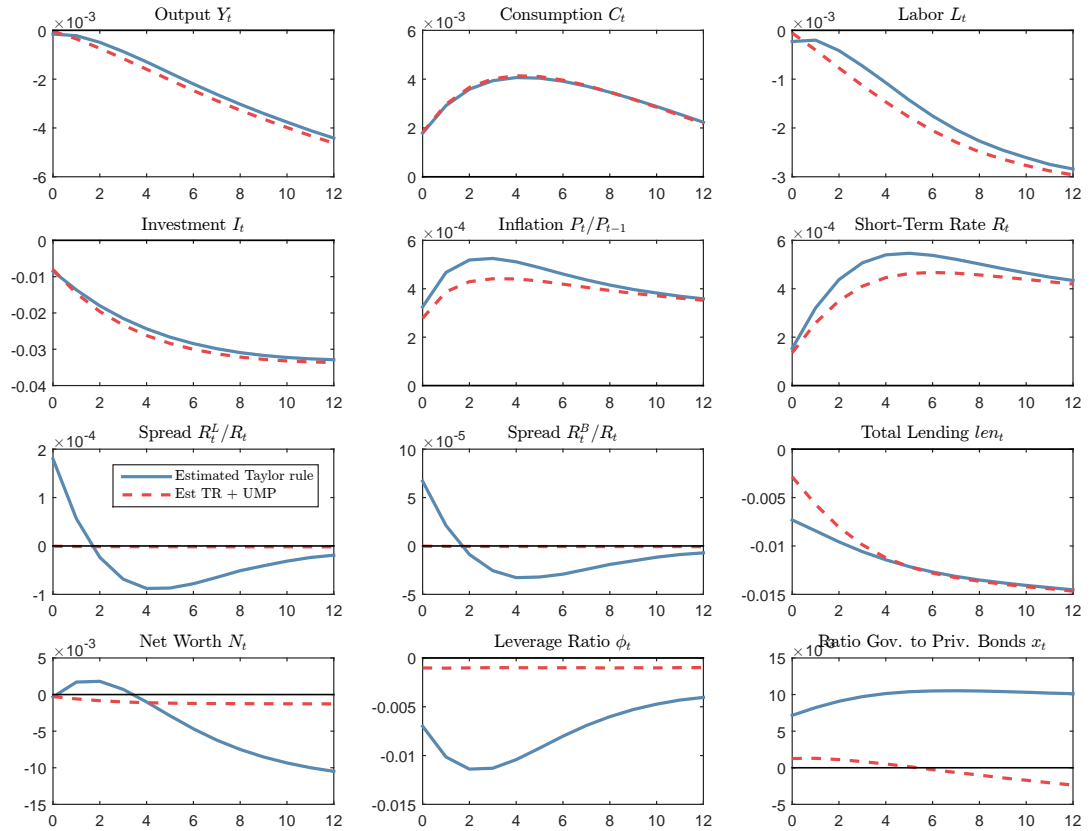 Output Y_t
×10^-3
0
-2
-4
-6
0 2 4 6 8 10 12
Consumption C_t
×10^-3
6
4
2
0
0 2 4 6 8 10 12
Labor L_t
×10^-3
0
-1
-2
-3
0 2 4 6 8 10 12
Investment I_t
0
-0.01
-0.02
-0.03
-0.04
0 2 4 6 8 10 12
Inflation P_t/P_{t−1}
×10^-4
6
4
2
0
0 2 4 6 8 10 12
Short-Term Rate R_t
×10^-4
6
4
2
0
0 2 4 6 8 10 12
Spread R_t^L/R_t
×10^-4
2
1
0
-1
0 2 4 6 8 10 12
Estimated Taylor rule
Est TR + UMP
Spread R_t^B/R_t
×10^-5
10
5
0
-5
0 2 4 6 8 10 12
Total Lending len_t
0
-0.005
-0.01
-0.015
0 2 4 6 8 10 12
Net Worth N_t
×10^-3
5
0
-5
-10
-15
0 2 4 6 8 10 12
Leverage Ratio ϕ_t
0
-0.005
-0.01
-0.015
0 2 4 6 8 10 12
Ratio Gov. to Priv. Bonds x_t
×10^-3
15
10
5
0
-5
0 2 4 6 8 10 12